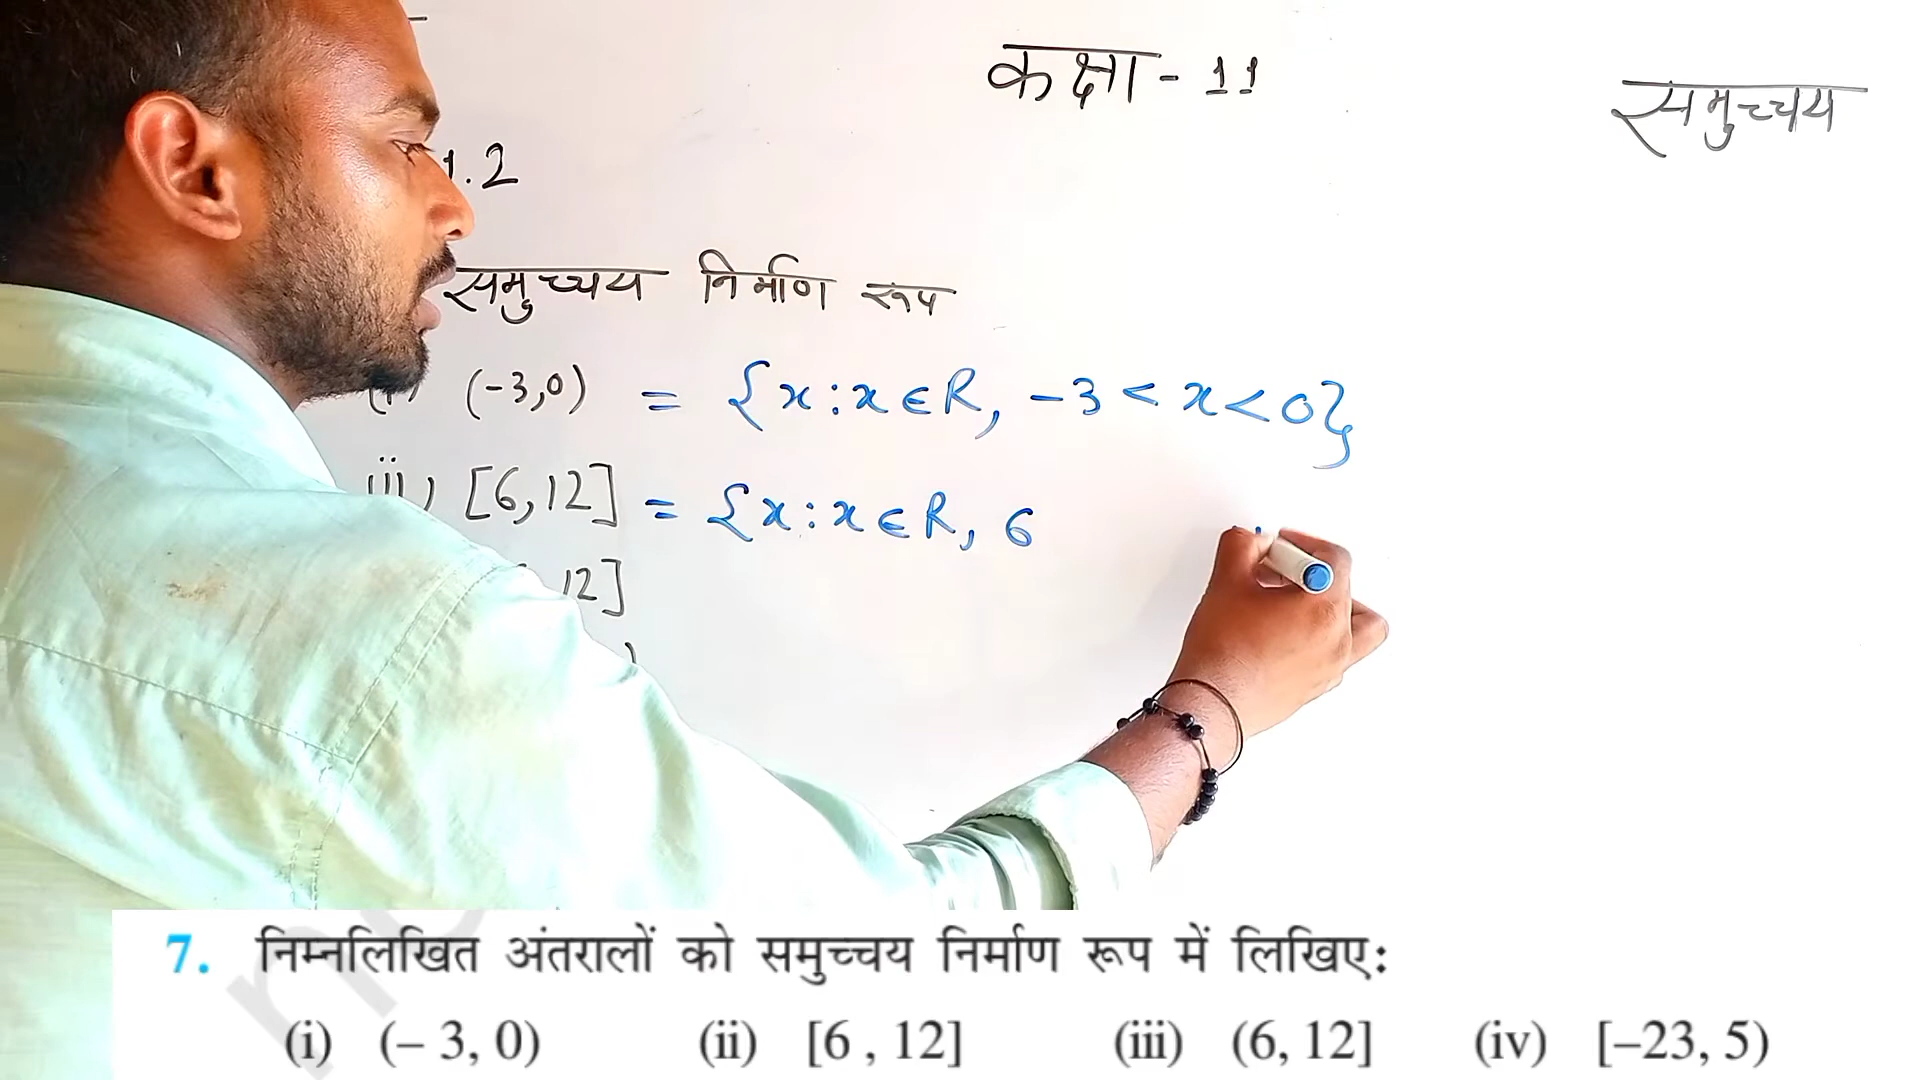 कक्षा - 11
समुच्चय
1.2
समुच्चय निर्माण रूप
(i) (-3,0) = {x:x∈R, -3 < x < 0}
(ii) [6,12] = {x:x∈R, 6
12]
)
7. निम्नलिखित अंतरालों को समुच्चय निर्माण रूप में लिखिए:
(i) (– 3, 0) (ii) [6 , 12] (iii) (6, 12] (iv) [–23, 5)